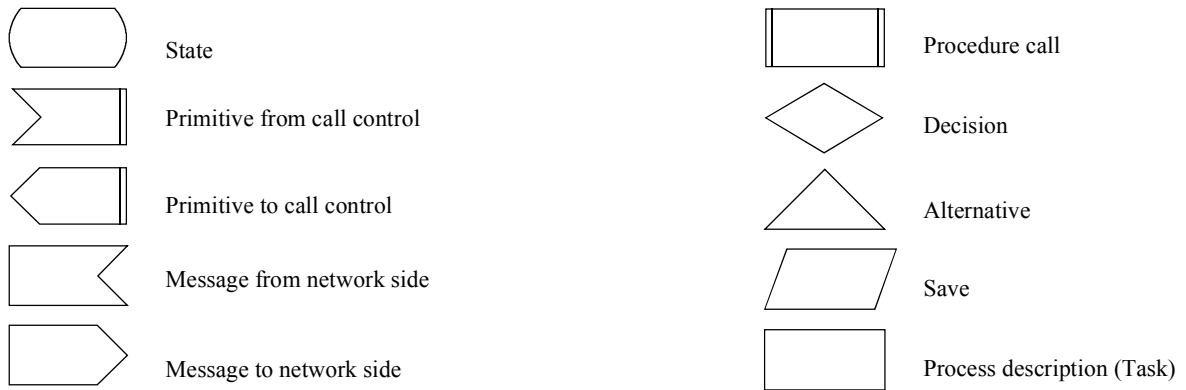 State
Primitive from call control
Primitive to call control
Message from network side
Message to network side
Procedure call
Decision
Alternative
Save
Process description (Task)